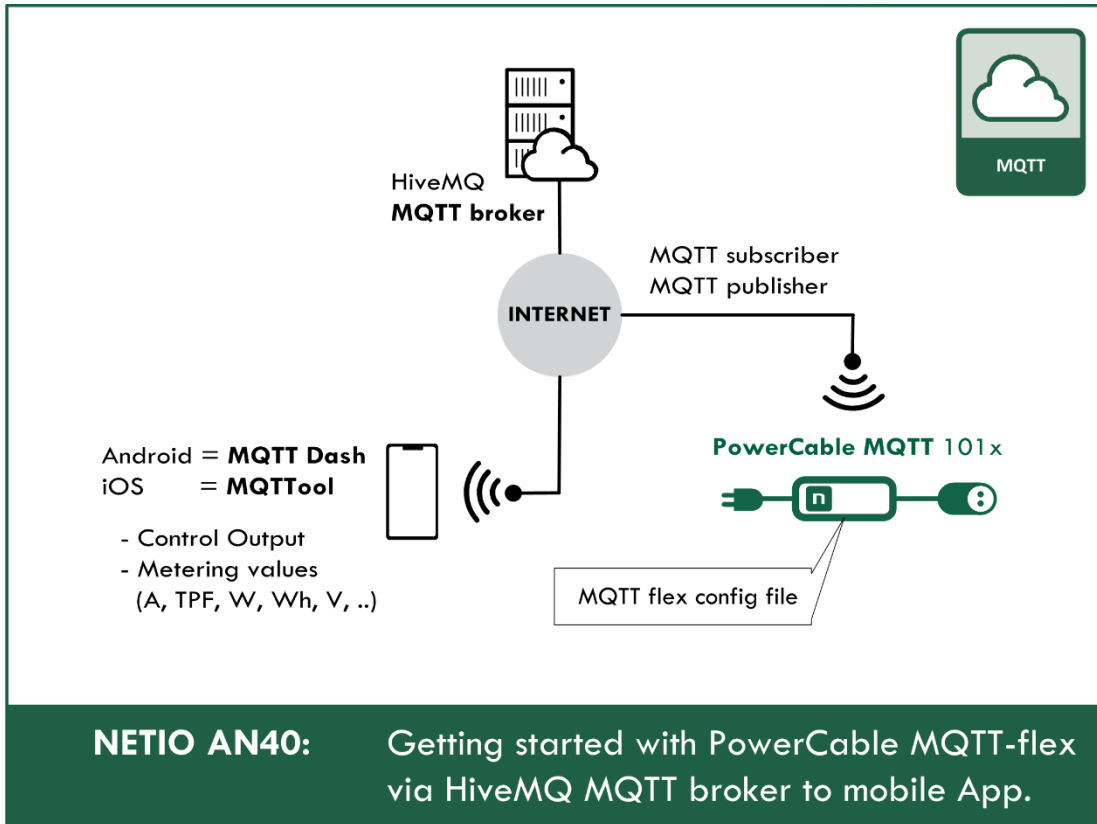 MQTT
HiveMQ
MQTT broker
MQTT subscriber
MQTT publisher
INTERNET
Android = MQTT Dash
iOS = MQTTool
- Control Output
- Metering values
(A, TPF, W, Wh, V, ..)
PowerCable MQTT 101x
n
MQTT flex config file
NETIO AN40: Getting started with PowerCable MQTT-flex
via HiveMQ MQTT broker to mobile App.